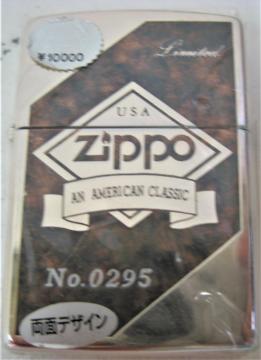 ¥10000
Limited
USA
Zippo
AN AMERICAN CLASSIC
No.0295
両面デザイン